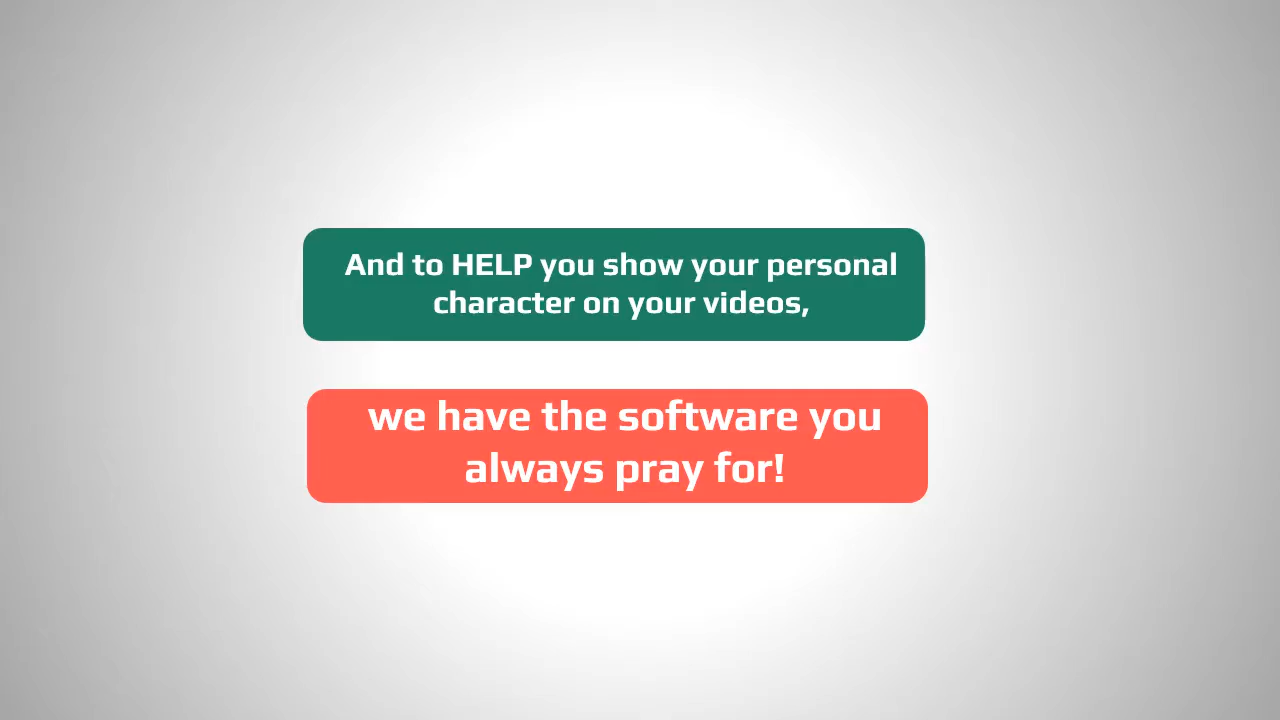 And to HELP you show your personal
character on your videos,
we have the software you
always pray for!